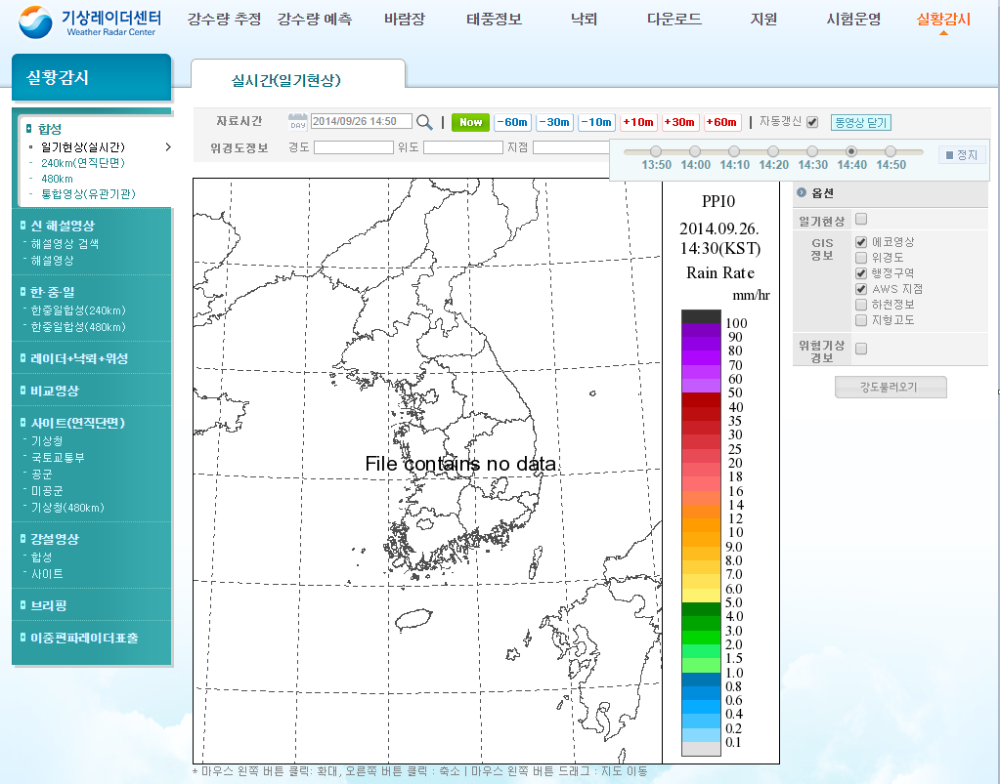 기상레이더센터
Weather Radar Center
강수량 추정 강수량 예측 바람장 태풍정보 낙뢰 다운로드 지원 시험운영 실황감시
실황감시
합성
일기현상(실시간)
240km(연직단면)
480km
통합영상(유관기관)
신 해설영상
해설영상 검색
해설영상
한·중·일
한중일합성(240km)
한중일합성(480km)
레이더+낙뢰+위성
비교영상
사이트(연직단면)
기상청
국토교통부
공군
미공군
기상청(480km)
강설영상
합성
사이트
브리핑
이중편파레이더표출
실시간(일기현상)
자료시간 DAY 2014/09/26 14:50 | Now -60m -30m -10m +10m +30m +60m | 자동갱신 동영상 닫기
위경도정보 경도 위도 지점
13:50 14:00 14:10 14:20 14:30 14:40 14:50 정지
File contains no data.
PPI0
2014.09.26.
14:30(KST)
Rain Rate
mm/hr
100
90
80
70
60
50
40
35
30
25
20
18
16
14
12
10
9.0
8.0
7.0
6.0
5.0
4.0
3.0
2.0
1.5
1.0
0.8
0.6
0.4
0.2
0.1
옵션
일기현상
GIS
정보
에코영상
위경도
행정구역
AWS 지점
하천정보
지형고도
위험기상
경보
강도불러오기
* 마우스 왼쪽 버튼 클릭: 확대, 오른쪽 버튼 클릭 : 축소 | 마우스 왼쪽 버튼 드래그 : 지도 이동